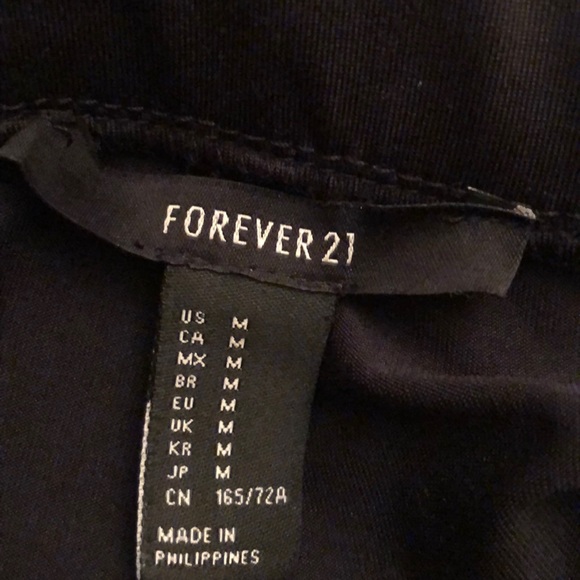 FOREVER 21
US M
CA M
MX M
BR M
EU M
UK M
KR M
JP M
CN 165/72A
MADE IN
PHILIPPINES